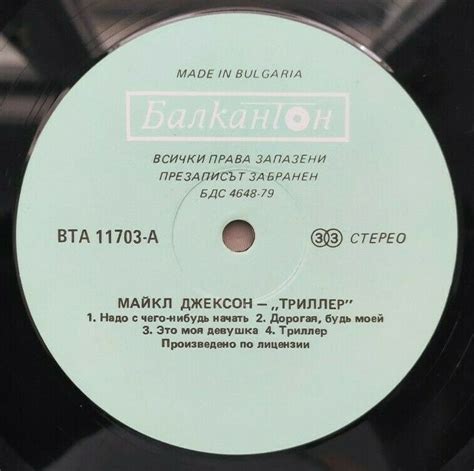 MADE IN BULGARIA
Балкантон
ВСИЧКИ ПРАВА ЗАПАЗЕНИ
ПРЕЗАПИСЪТ ЗАБРАНЕН
БДС 4648-79
ВТА 11703-А
33 СТЕРЕО
МАЙКЛ ДЖЕКСОН — „ТРИЛЛЕР"
1. Надо с чего-нибудь начать 2. Дорогая, будь моей
3. Это моя девушка 4. Триллер
Произведено по лицензии